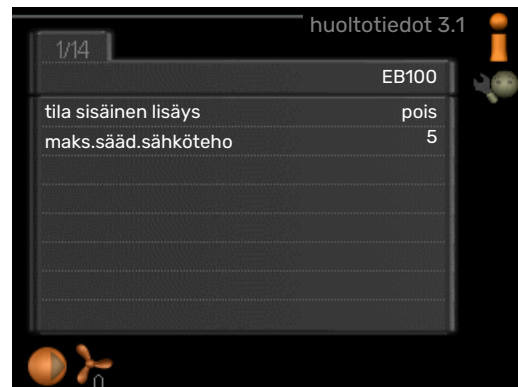 huoltotiedot 3.1
1/14
EB100
tila sisäinen lisäys pois
maks.sääd.sähköteho 5
0